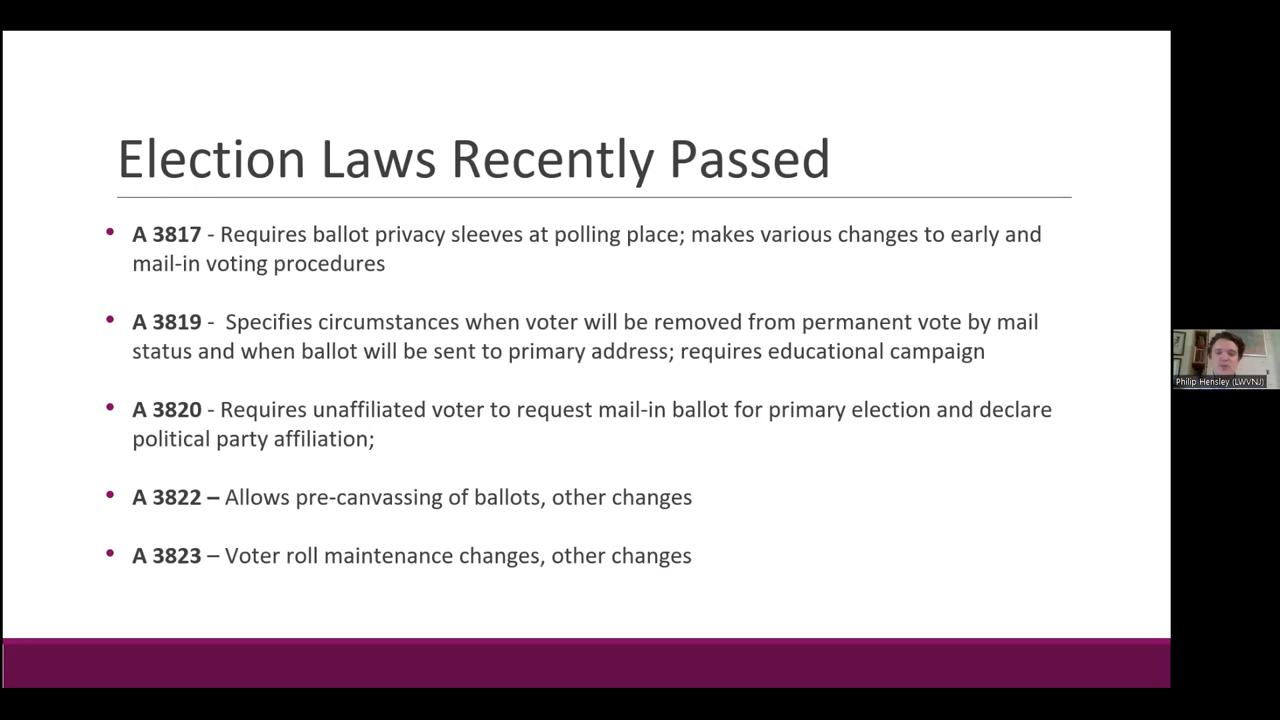 Election Laws Recently Passed
• A 3817 - Requires ballot privacy sleeves at polling place; makes various changes to early and
mail-in voting procedures
• A 3819 -  Specifies circumstances when voter will be removed from permanent vote by mail
status and when ballot will be sent to primary address; requires educational campaign
• A 3820 - Requires unaffiliated voter to request mail-in ballot for primary election and declare
political party affiliation;
• A 3822 – Allows pre-canvassing of ballots, other changes
• A 3823 – Voter roll maintenance changes, other changes
Philip Hensley (LWVNJ)